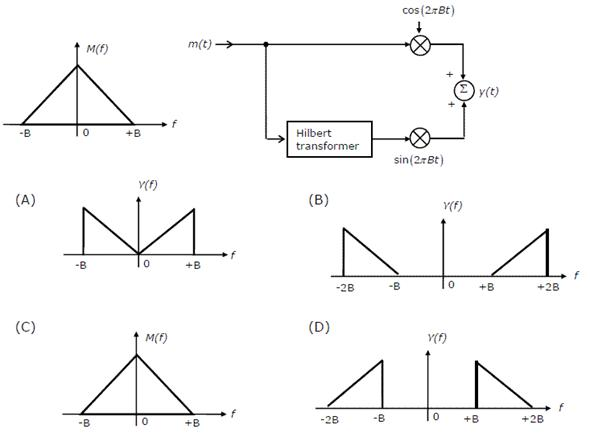 cos(2πBt)
M(f)
m(t)
+
Σ
y(t)
+
-B
0
+B
f
Hilbert
transformer
sin(2πBt)
(A)
Y(f)
-B
0
+B
f
(B)
Y(f)
-2B
-B
0
+B
+2B
f
(C)
M(f)
-B
0
+B
f
(D)
Y(f)
-2B
-B
0
+B
+2B
f